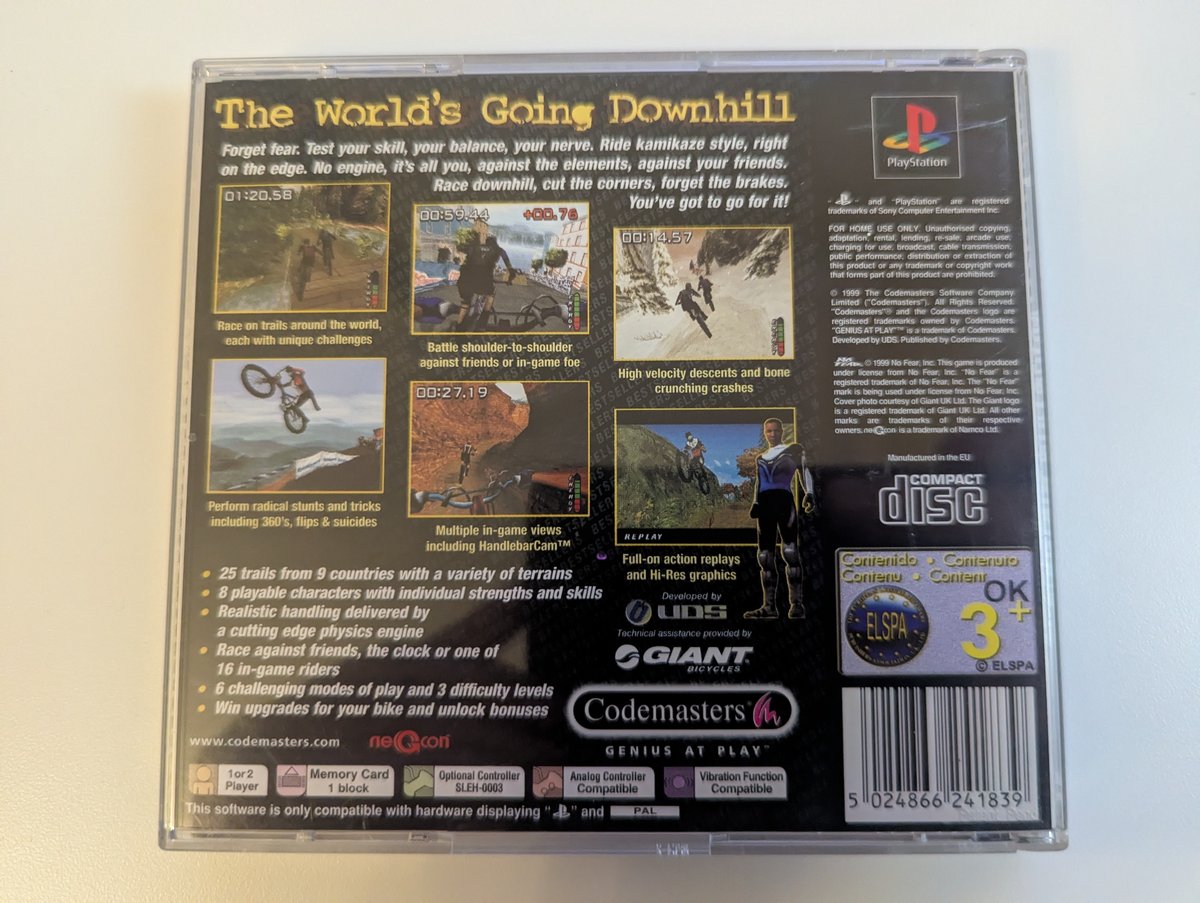 The World's Going Downhill
Forget fear. Test your skill, your balance, your nerve. Ride kamikaze style, right
on the edge. No engine, it's all you, against the elements, against your friends.
Race downhill, cut the corners, forget the brakes.
You've got to go for it!
01:20.58
Race on trails around the world,
each with unique challenges
00:59.44 +00.76
ENERGY
Battle shoulder-to-shoulder
against friends or in-game foe
00:14.57
High velocity descents and bone
crunching crashes
Perform radical stunts and tricks
including 360's, flips & suicides
00:27.19
ENERGY
Multiple in-game views
including HandlebarCam™
REPLAY
Full-on action replays
and Hi-Res graphics
• 25 trails from 9 countries with a variety of terrains
• 8 playable characters with individual strengths and skills
• Realistic handling delivered by
a cutting edge physics engine
• Race against friends, the clock or one of
16 in-game riders
• 6 challenging modes of play and 3 difficulty levels
• Win upgrades for your bike and unlock bonuses
Developed by
UDS
Technical assistance provided by
GIANT.
BICYCLES
Codemasters®
GENIUS AT PLAY™
www.codemasters.com
neGcon
1 or 2
Player
Memory Card
1 block
Optional Controller
SLEH-0003
Analog Controller
Compatible
Vibration Function
Compatible
This software is only compatible with hardware displaying " " and PAL
PlayStation
" " and "PlayStation" are registered
trademarks of Sony Computer Entertainment Inc.
FOR HOME USE ONLY. Unauthorised copying,
adaptation, rental, lending, re-sale, arcade use,
charging for use, broadcast, cable transmission,
public performance, distribution or extraction of
this product or any trademark or copyright work
that forms part of this product are prohibited.
© 1999 The Codemasters Software Company
Limited ("Codemasters"). All Rights Reserved.
"Codemasters"® and the Codemasters logo are
registered trademarks owned by Codemasters.
"GENIUS AT PLAY"™ is a trademark of Codemasters.
Developed by UDS. Published by Codemasters.
NO FEAR © 1999 No Fear, Inc. This game is produced
under license from No Fear, Inc. "No Fear" is a
registered trademark of No Fear, Inc. The "No Fear"
mark is being used under license from No Fear, Inc.
Cover photo courtesy of Giant UK Ltd. The Giant logo
is a registered trademark of Giant UK Ltd. All other
marks are trademarks of their respective
owners. neGcon is a trademark of Namco Ltd.
Manufactured in the EU
COMPACT
disc
Contenido • Contenuto
Contenu • Content
ELSPA
OK
3+
© ELSPA
5 024866 241839